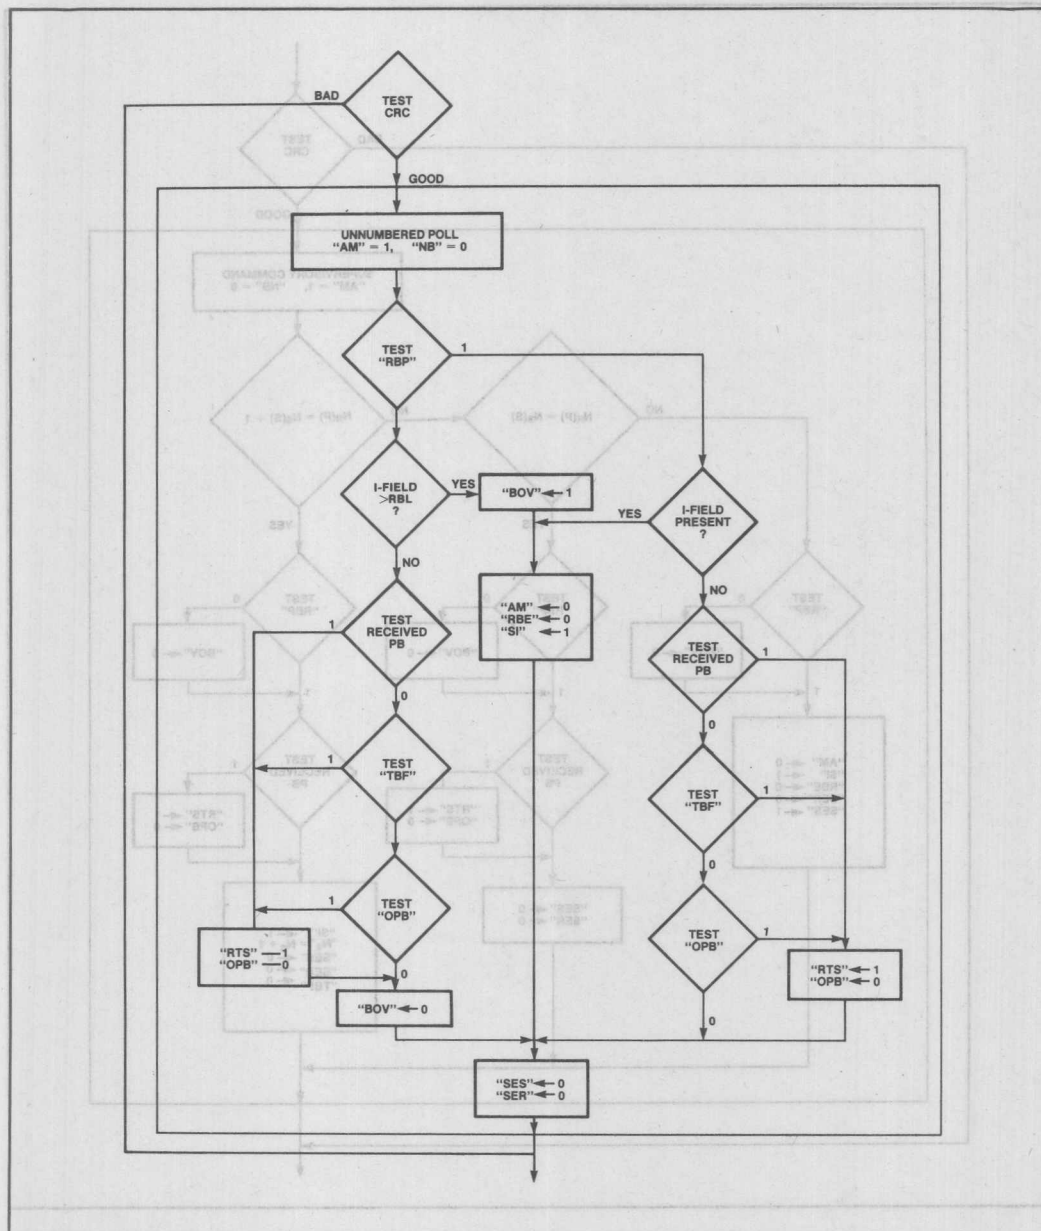 BAD
TEST
CRC
GOOD
UNNUMBERED POLL
“AM” = 1, “NB” = 0
TEST
“RBP”
1
I-FIELD
>RBL
?
YES
“BOV” ← 1
YES
I-FIELD
PRESENT
?
NO
NO
“AM” ← 0
“RBE” ← 0
“SI” ← 1
1
TEST
RECEIVED
PB
TEST
RECEIVED
PB
1
0
0
1
TEST
“TBF”
TEST
“TBF”
1
0
1
TEST
“OPB”
TEST
“OPB”
1
“RTS” — 1
“OPB” — 0
0
“RTS” ← 1
“OPB” ← 0
“BOV” ← 0
0
“SES” ← 0
“SER” ← 0